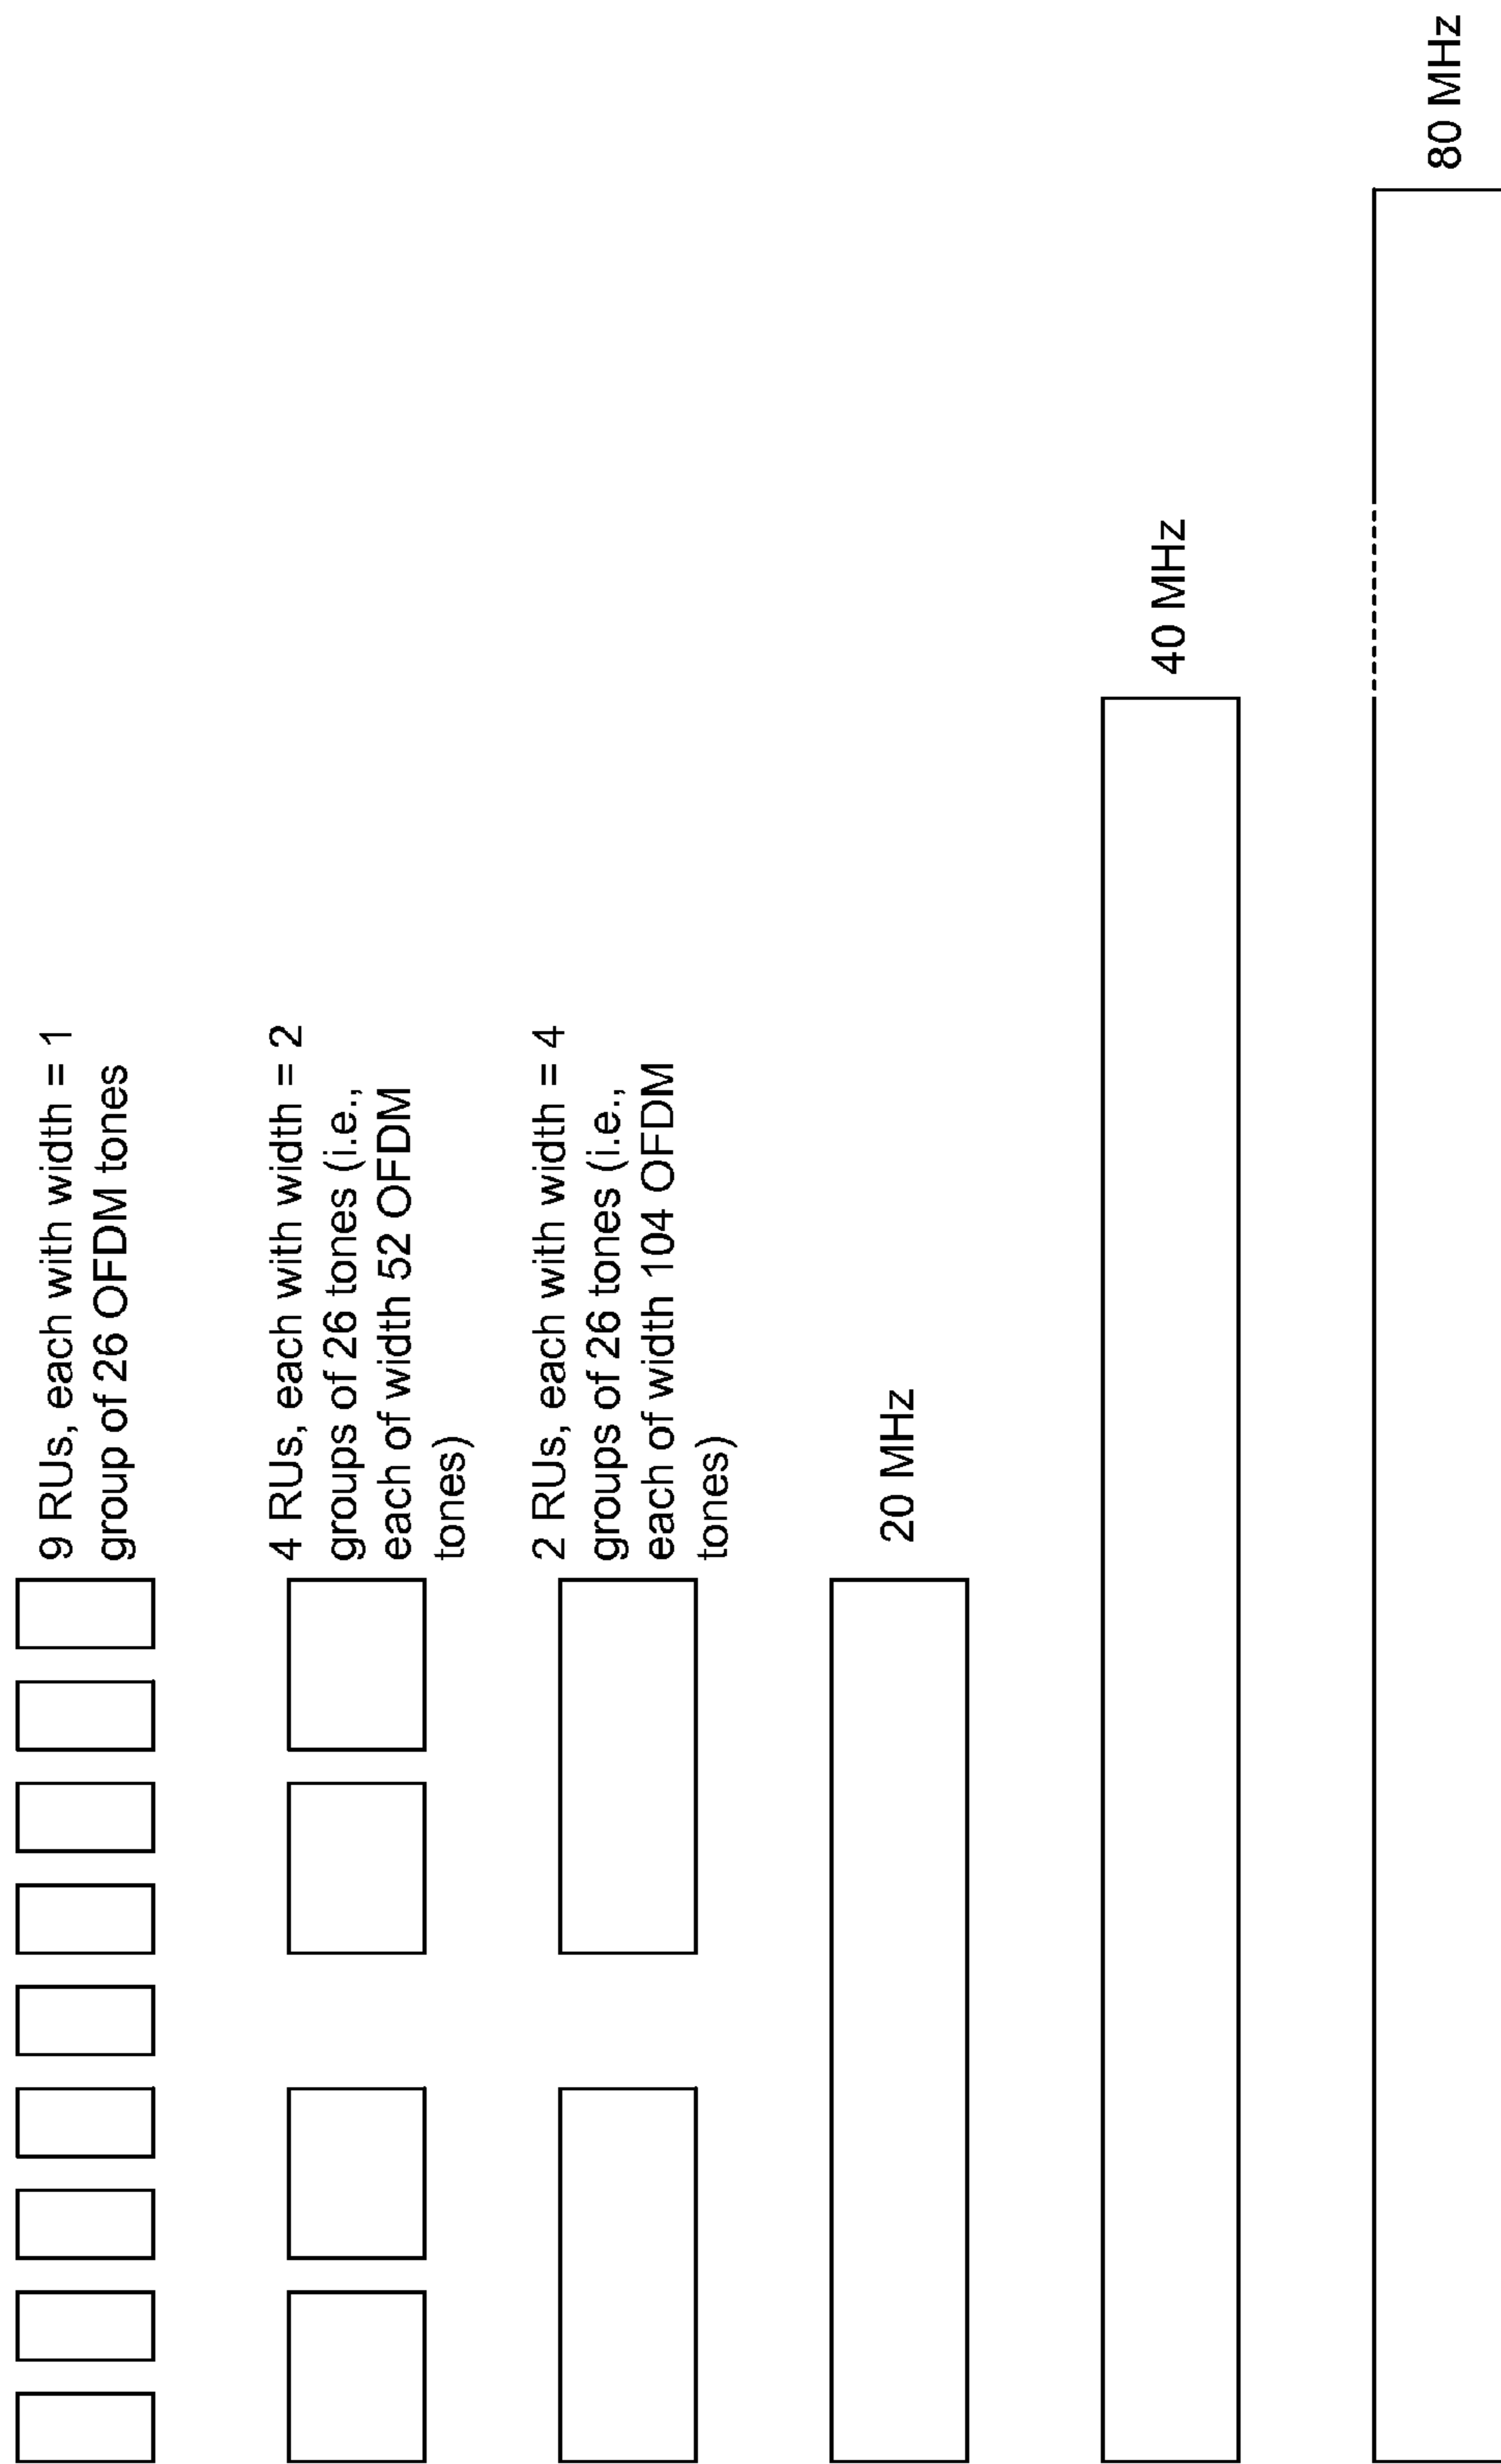 9 RUs, each with width = 1
group of 26 OFDM tones
4 RUs, each with width = 2
groups of 26 tones (i.e.,
each of width 52 OFDM
tones)
2 RUs, each with width = 4
groups of 26 tones (i.e.,
each of width 104 OFDM
tones)
20 MHz
40 MHz
80 MHz